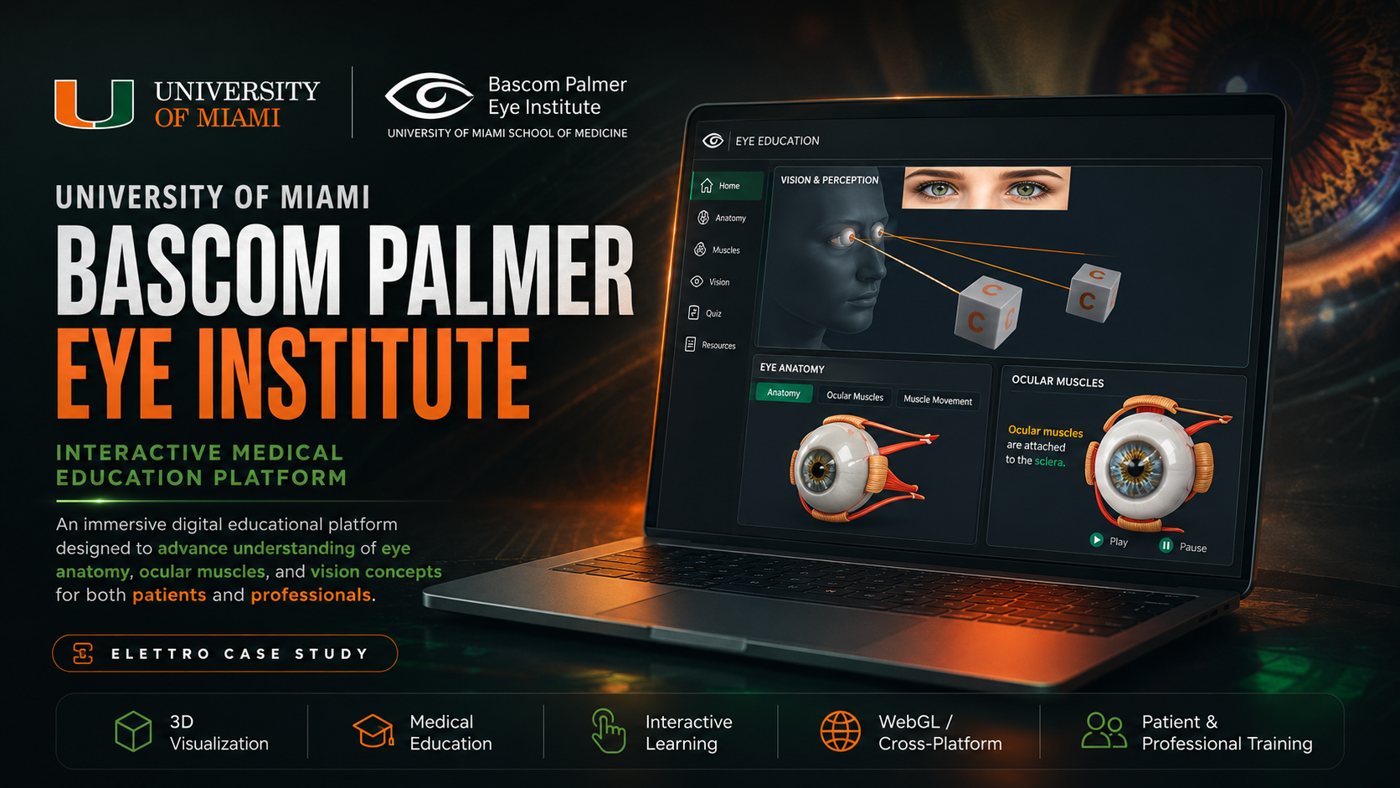 UNIVERSITY
OF MIAMI
Bascom Palmer
Eye Institute
UNIVERSITY OF MIAMI SCHOOL OF MEDICINE
UNIVERSITY OF MIAMI
BASCOM PALMER
EYE INSTITUTE
INTERACTIVE MEDICAL
EDUCATION PLATFORM
An immersive digital educational platform
designed to advance understanding of eye
anatomy, ocular muscles, and vision concepts
for both patients and professionals.
ELETTRO CASE STUDY
EYE EDUCATION
Home
Anatomy
Muscles
Vision
Quiz
Resources
VISION & PERCEPTION
C
C
C
C
C
EYE ANATOMY
Anatomy
Ocular Muscles
Muscle Movement
OCULAR MUSCLES
Ocular muscles
are attached
to the sclera.
Play
Pause
3D
Visualization
Medical
Education
Interactive
Learning
WebGL /
Cross-Platform
Patient &
Professional Training